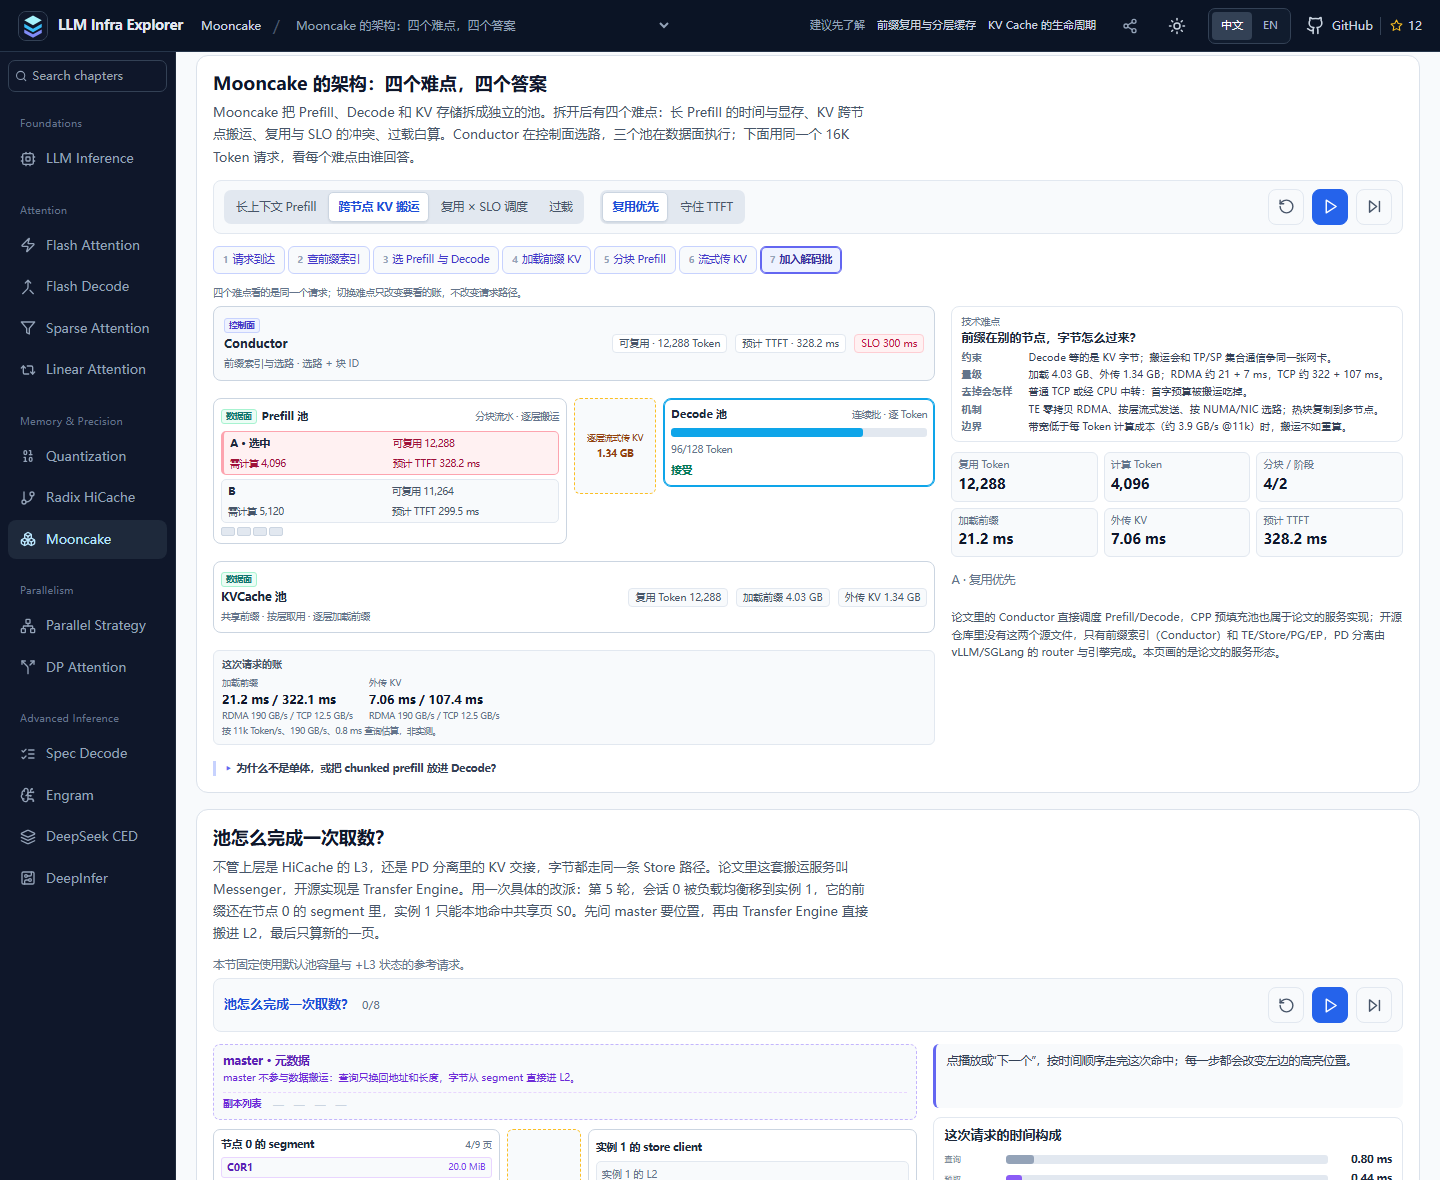 LLM Infra Explorer
Mooncake / Mooncake 的架构：四个难点，四个答案
建议先了解 前缀复用与分层缓存 KV Cache 的生命周期
中文 EN GitHub 12
Search chapters
Foundations
LLM Inference
Attention
Flash Attention
Flash Decode
Sparse Attention
Linear Attention
Memory & Precision
Quantization
Radix HiCache
Mooncake
Parallelism
Parallel Strategy
DP Attention
Advanced Inference
Spec Decode
Engram
DeepSeek CED
DeepInfer
Mooncake 的架构：四个难点，四个答案
Mooncake 把 Prefill、Decode 和 KV 存储拆成独立的池。拆开后有四个难点：长 Prefill 的时间与显存、KV 跨节
点搬运、复用与 SLO 的冲突、过载白算。Conductor 在控制面选路，三个池在数据面执行；下面用同一个 16K
Token 请求，看每个难点由谁回答。
长上下文 Prefill 跨节点 KV 搬运 复用 × SLO 调度 过载 复用优先 守住 TTFT
1 请求到达 2 查前缀索引 3 选 Prefill 与 Decode 4 加载前缀 KV 5 分块 Prefill 6 流式传 KV 7 加入解码批
四个难点看的是同一个请求；切换难点只改变要看的账，不改变请求路径。
控制面
Conductor
前缀索引与选路 · 选路 + 块 ID
可复用 · 12,288 Token 预计 TTFT · 328.2 ms SLO 300 ms
数据面 Prefill 池 分块流水 · 逐层搬运
A · 选中 可复用 12,288
需计算 4,096 预计 TTFT 328.2 ms
B 可复用 11,264
需计算 5,120 预计 TTFT 299.5 ms
逐层流式传 KV
1.34 GB
Decode 池 连续批 · 逐 Token
96/128 Token
接受
数据面
KVCache 池
共享前缀 · 按层取用 · 逐层加载前缀
复用 Token 12,288 加载前缀 4.03 GB 外传 KV 1.34 GB
这次请求的账
加载前缀 外传 KV
21.2 ms / 322.1 ms 7.06 ms / 107.4 ms
RDMA 190 GB/s / TCP 12.5 GB/s RDMA 190 GB/s / TCP 12.5 GB/s
按 11k Token/s、190 GB/s、0.8 ms 查询估算，非实测。
为什么不是单体，或把 chunked prefill 放进 Decode?
技术难点
前缀在别的节点，字节怎么过来?
约束 Decode 等的是 KV 字节；搬运会和 TP/SP 集合通信争同一张网卡。
量级 加载 4.03 GB、外传 1.34 GB；RDMA 约 21 + 7 ms，TCP 约 322 + 107 ms。
去掉会怎样 普通 TCP 或经 CPU 中转：首字预算被搬运吃掉。
机制 TE 零拷贝 RDMA、按层流式发送、按 NUMA/NIC 选路；热块复制到多节点。
边界 带宽低于每 Token 计算成本（约 3.9 GB/s @11k）时，搬运不如重算。
复用 Token 计算 Token 分块 / 阶段
12,288 4,096 4/2
加载前缀 外传 KV 预计 TTFT
21.2 ms 7.06 ms 328.2 ms
A · 复用优先
论文里的 Conductor 直接调度 Prefill/Decode，CPP 预填充池也属于论文的服务实现；开源
仓库里没有这两个源文件，只有前缀索引（Conductor）和 TE/Store/PG/EP，PD 分离由
vLLM/SGLang 的 router 与引擎完成。本页画的是论文的服务形态。
池怎么完成一次取数?
不管上层是 HiCache 的 L3，还是 PD 分离里的 KV 交接，字节都走同一条 Store 路径。论文里这套搬运服务叫
Messenger，开源实现是 Transfer Engine。用一次具体的改派：第 5 轮，会话 0 被负载均衡移到实例 1，它的前
缀还在节点 0 的 segment 里，实例 1 只能本地命中共享页 S0。先问 master 要位置，再由 Transfer Engine 直接
搬进 L2，最后只算新的一页。
本节固定使用默认池容量与 +L3 状态的参考请求。
池怎么完成一次取数? 0/8
master · 元数据
master 不参与数据搬运：查询只换回地址和长度，字节从 segment 直接进 L2。
副本列表 — — — —
节点 0 的 segment 4/9 页
C0R1 20.0 MiB
实例 1 的 store client
实例 1 的 L2
点播放或“下一个”，按时间顺序走完这次命中；每一步都会改变左边的高亮位置。
这次请求的时间构成
查询 0.80 ms
预取 0.44 ms